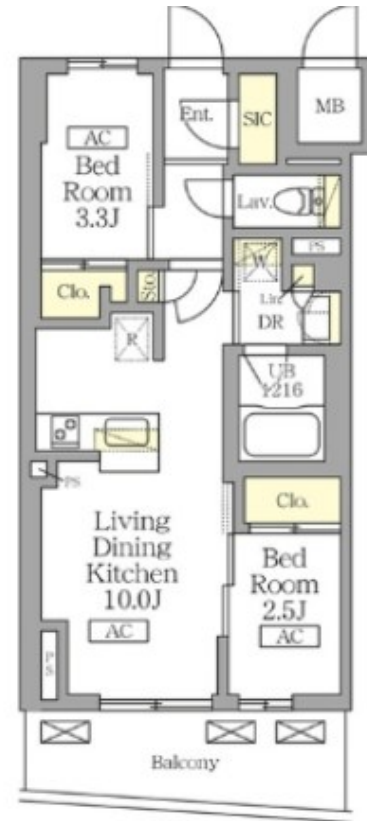 Ent.
SIC
MB
AC
Bed
Room
3.3J
Lav.
PS
W
Lin
DR
Clo.
Sto.
R
UB
1216
PS
Clo.
Living
Dining
Kitchen
10.0J
AC
Bed
Room
2.5J
AC
PS
Balcony